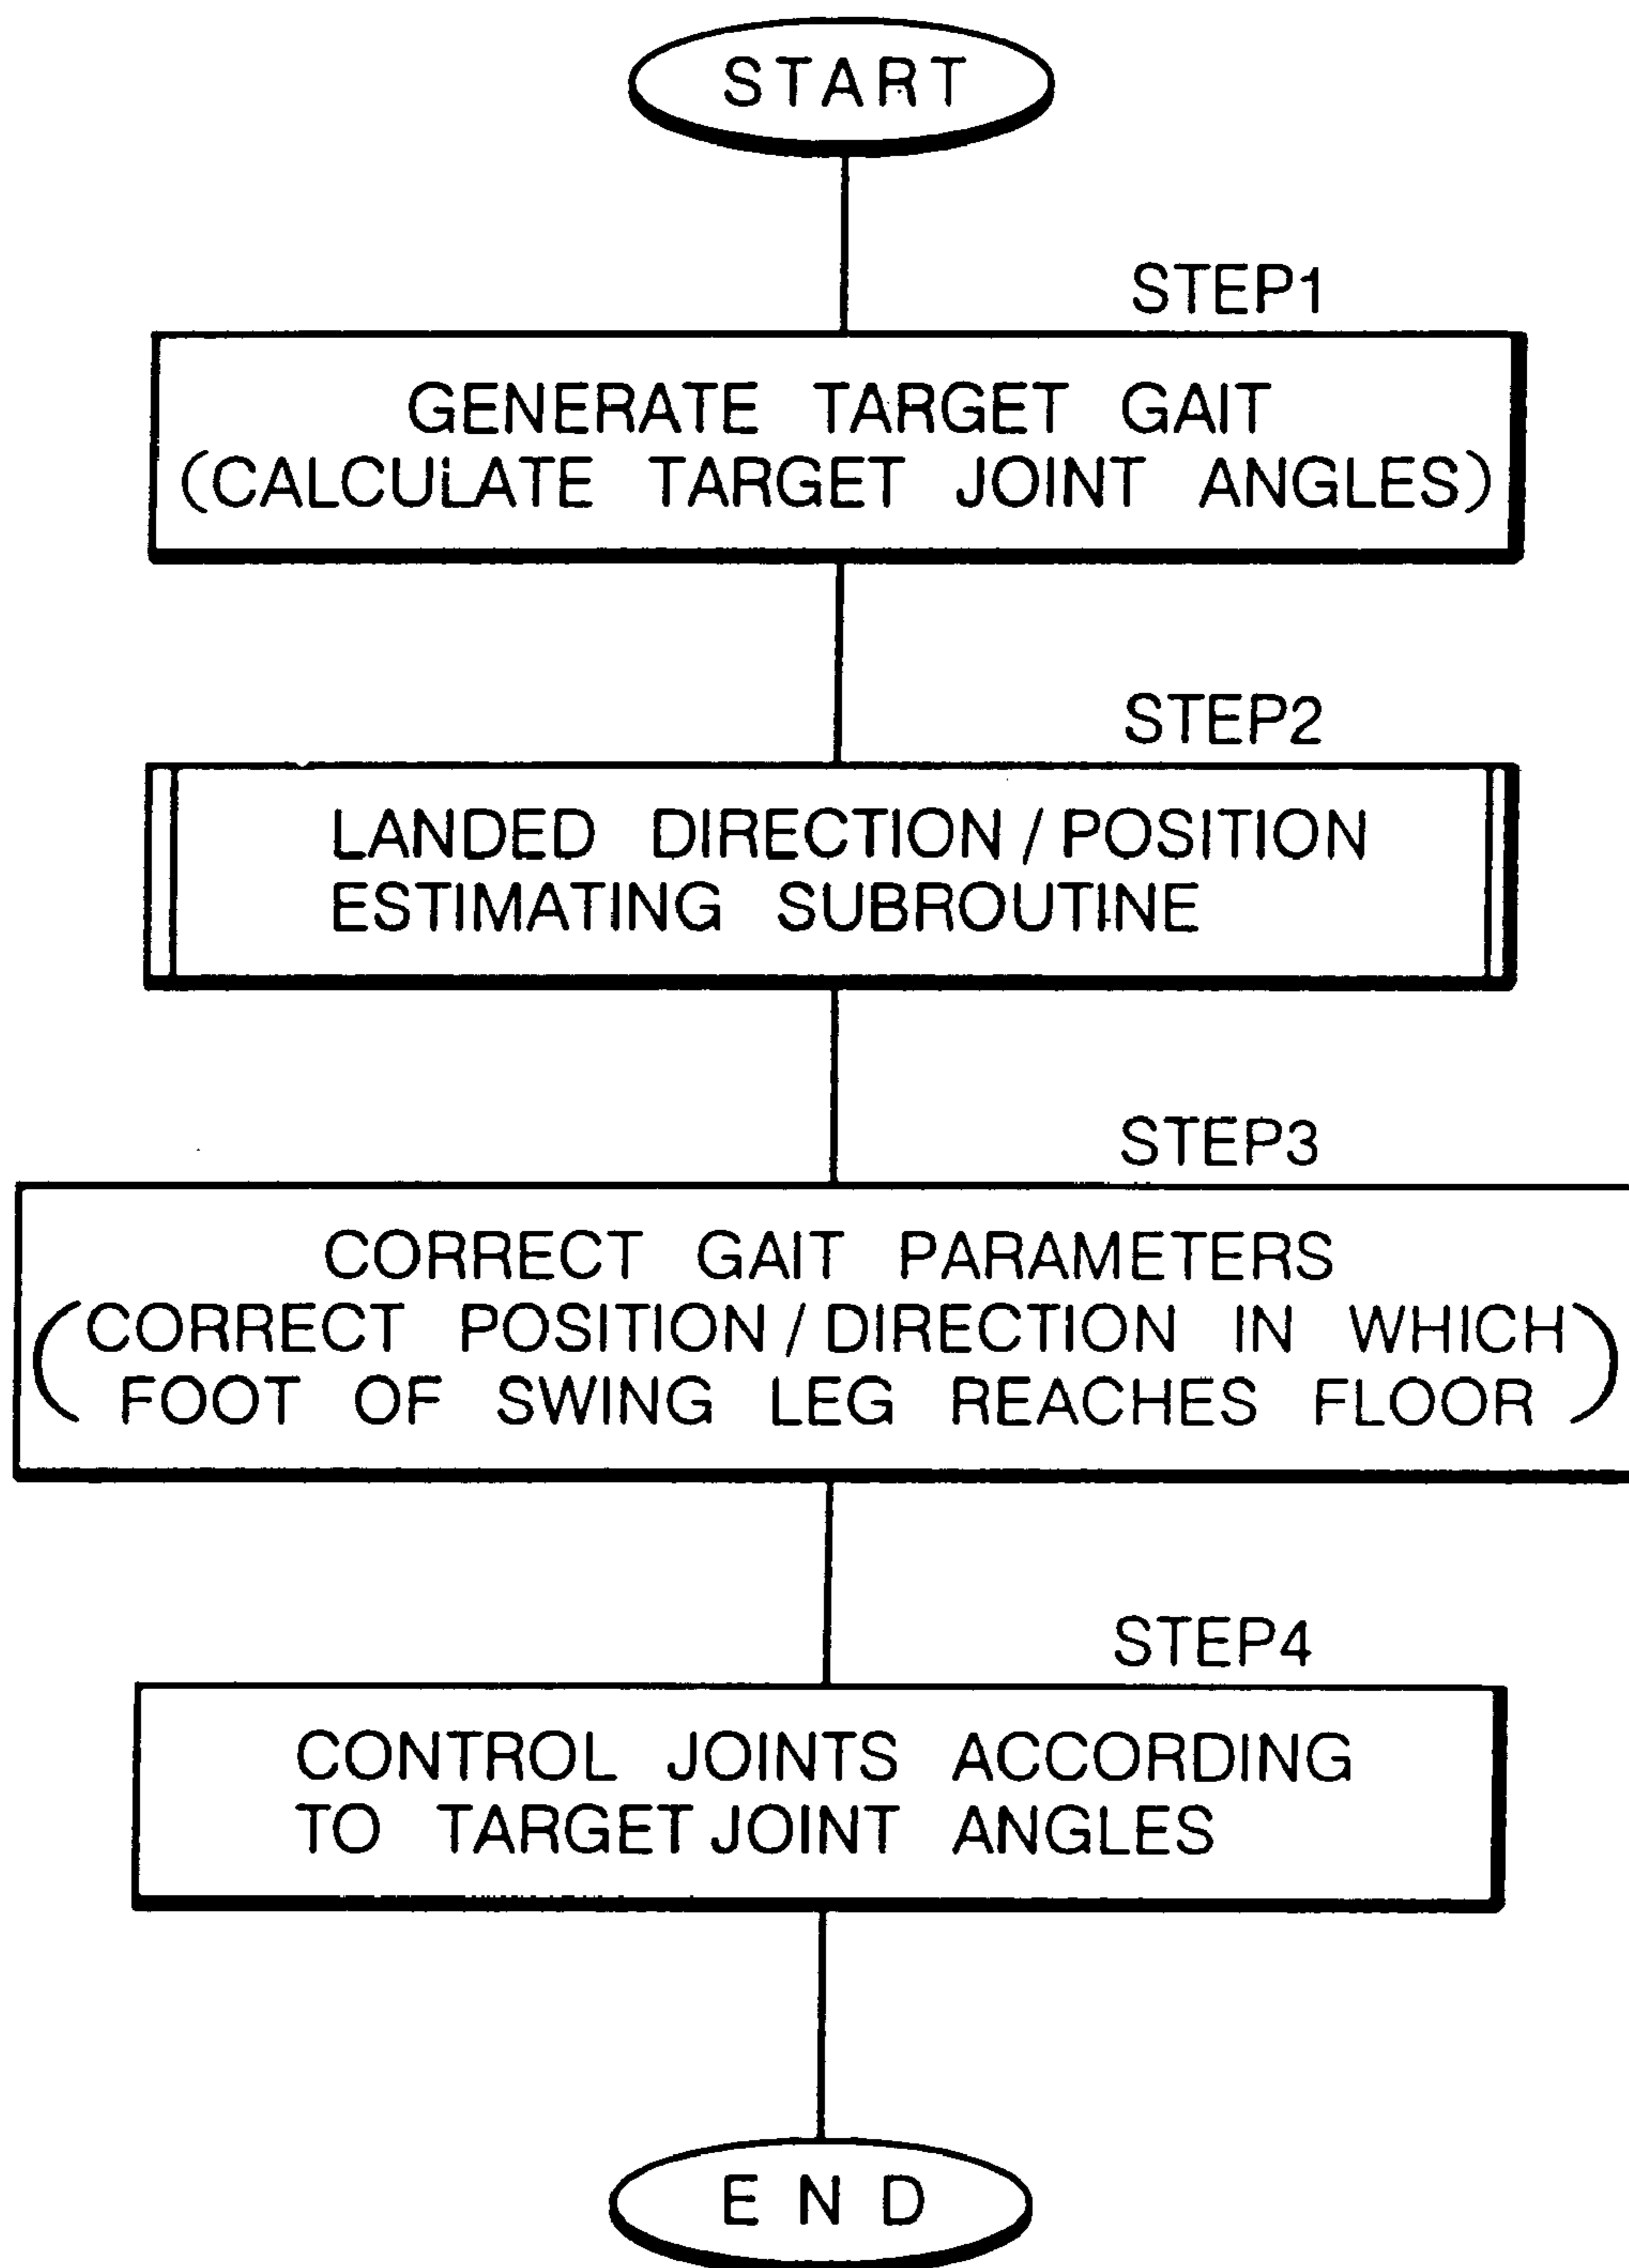 START
STEP1
GENERATE TARGET GAIT
(CALCULATE TARGET JOINT ANGLES)
STEP2
LANDED DIRECTION / POSITION
ESTIMATING SUBROUTINE
STEP3
CORRECT GAIT PARAMETERS
(CORRECT POSITION / DIRECTION IN WHICH
FOOT OF SWING LEG REACHES FLOOR)
STEP4
CONTROL JOINTS ACCORDING
TO TARGET JOINT ANGLES
END